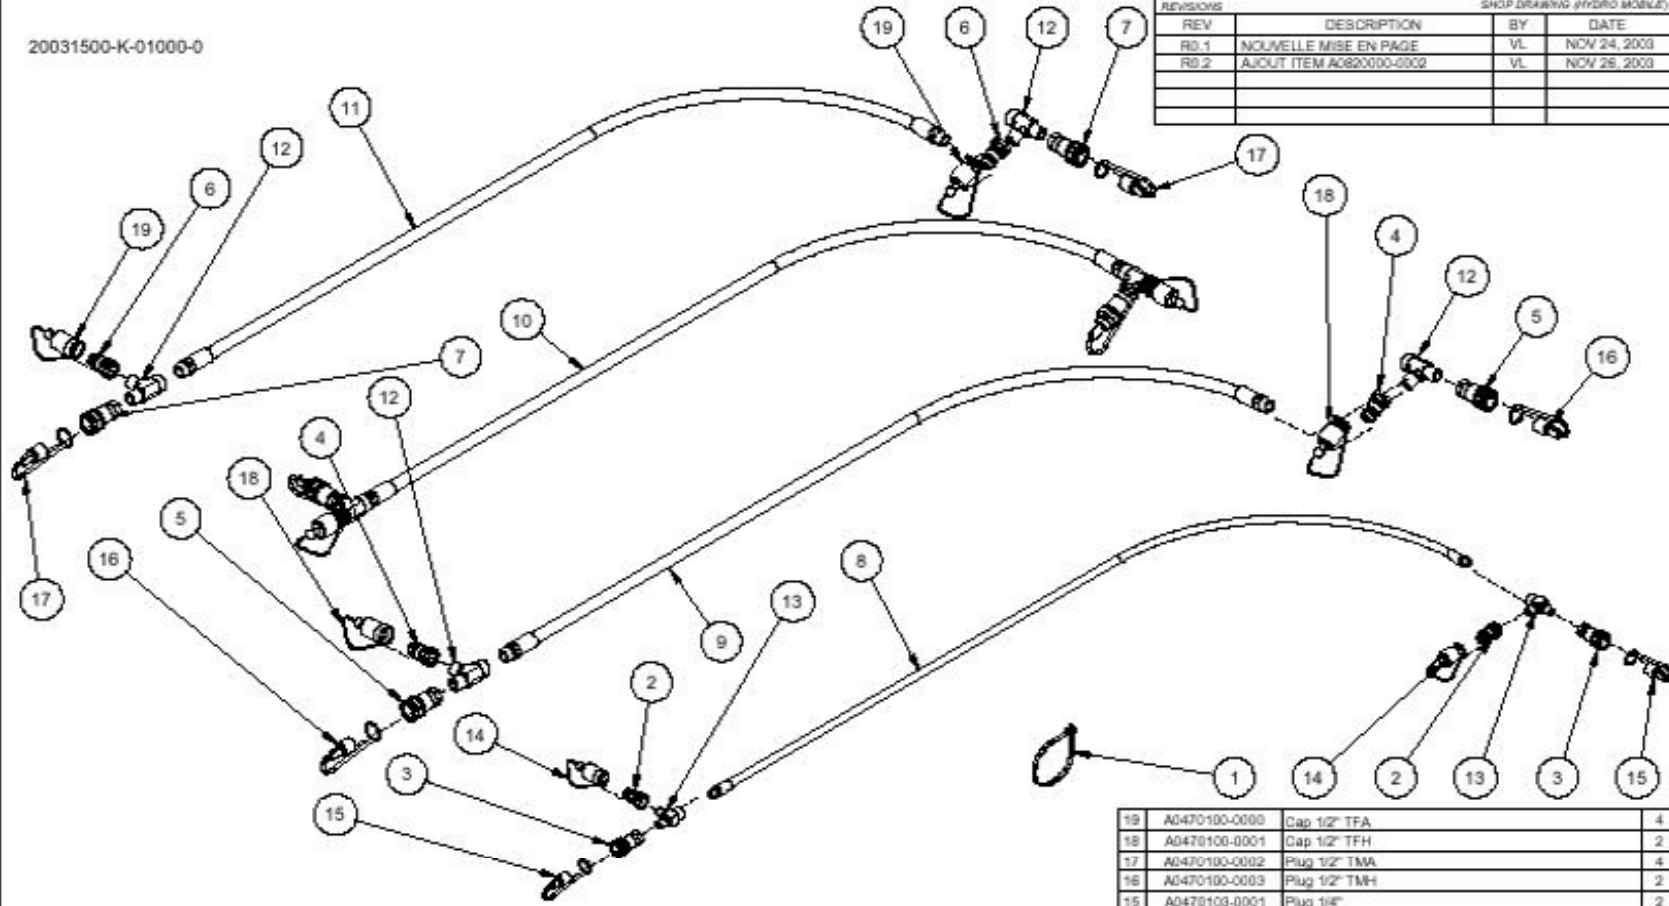 20031500-K-01000-0
REVISIONS SHOP DRAWING (HYDRO MOBILE)
REV DESCRIPTION BY DATE
R0.1 NOUVELLE MISE EN PAGE VL NOV 24, 2003
R0.2 AJOUT ITEM A0820000-0002 VL NOV 26, 2003
19 6 12 7
11
12
6
19
17
18
4
12
5
16
10
7
12
4
18
5
16
17
9
13
8
2
14
3
15
1
14
2
13
3
15
19 A0470100-0000 Cap 1/2" TFA 4
18 A0470100-0001 Cap 1/2" TFH 2
17 A0470100-0002 Plug 1/2" TMA 4
16 A0470100-0003 Plug 1/2" TMH 2
15 A0470103-0001 Plug 1/4" 2